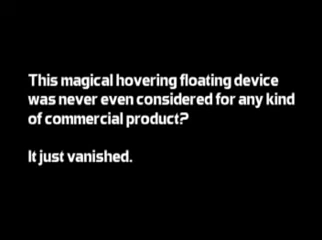 This magical hovering floating device
was never even considered for any kind
of commercial product?
It just vanished.